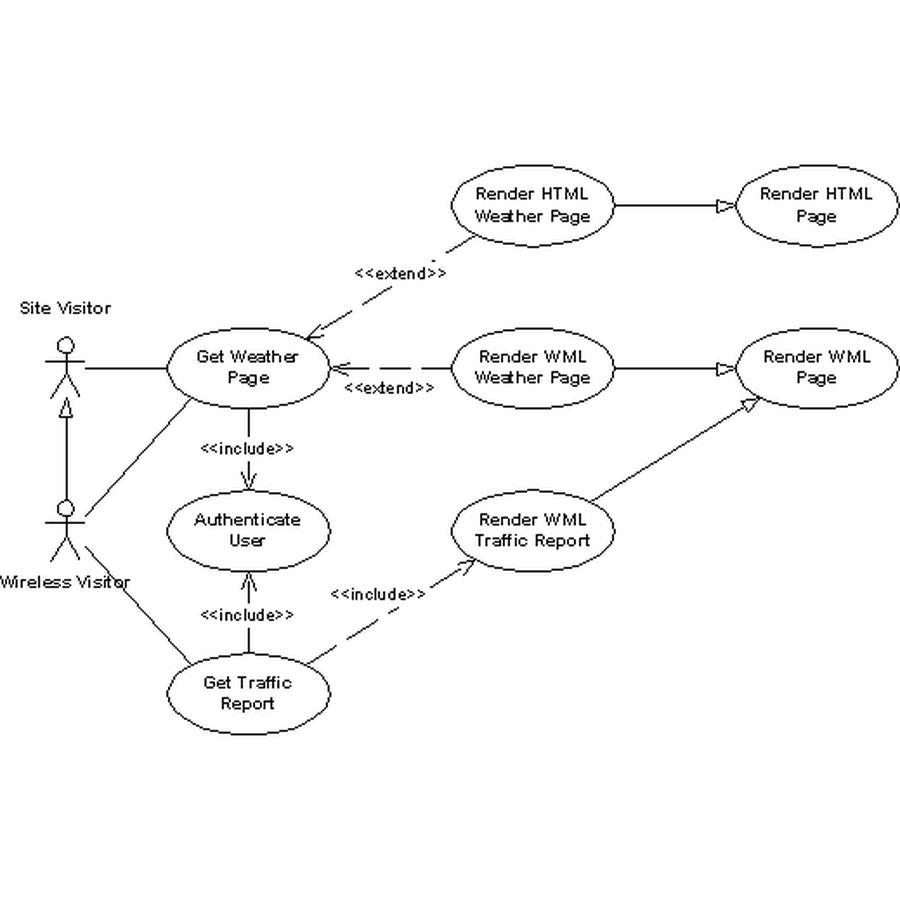 Render HTML
Weather Page
Render HTML
Page
<<extend>>
Site Visitor
Get Weather
Page
Render WML
Weather Page
Render WML
Page
<<extend>>
<<include>>
Authenticate
User
Render WML
Traffic Report
Wireless Visitor
<<include>>
<<include>>
Get Traffic
Report